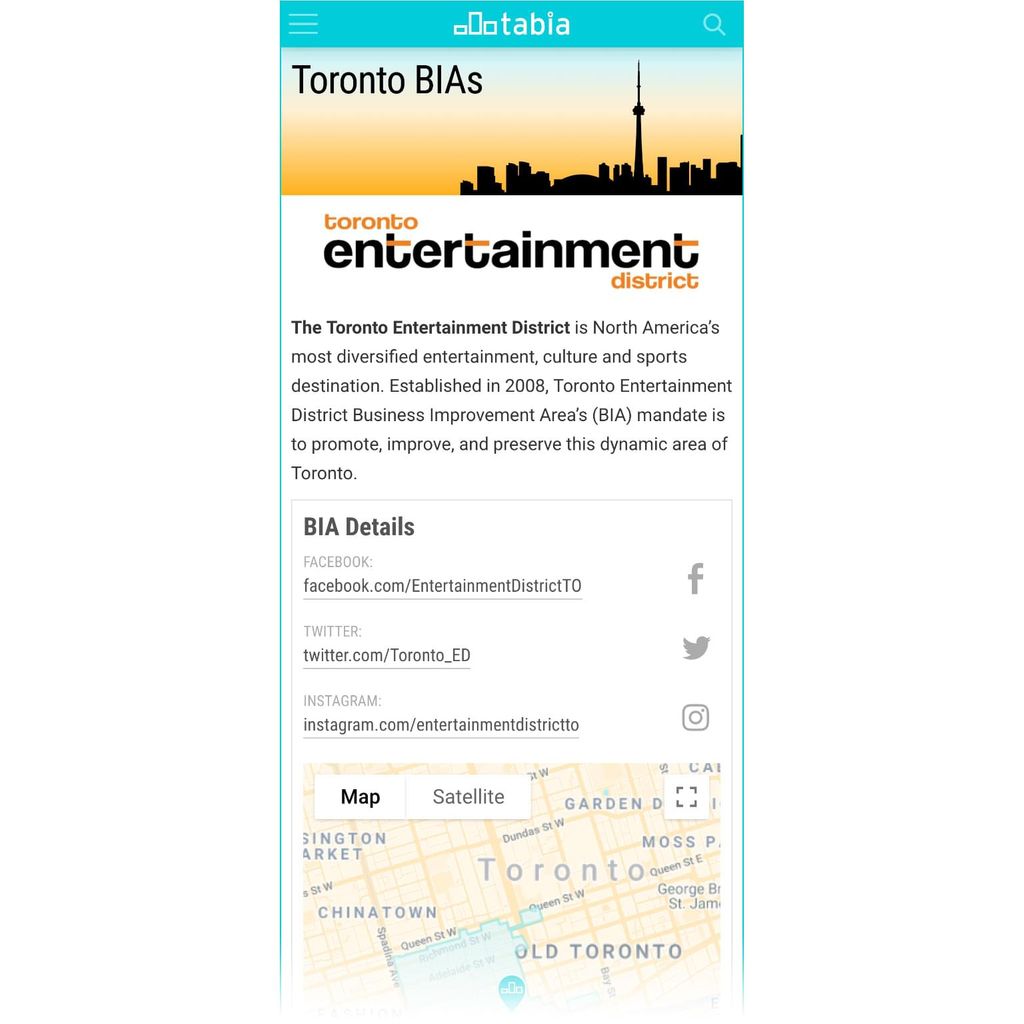 tabia
Toronto BIAs
toronto
entertainment
district
The Toronto Entertainment District is North America’s
most diversified entertainment, culture and sports
destination. Established in 2008, Toronto Entertainment
District Business Improvement Area’s (BIA) mandate is
to promote, improve, and preserve this dynamic area of
Toronto.
BIA Details
FACEBOOK:
facebook.com/EntertainmentDistrictTO
TWITTER:
twitter.com/Toronto_ED
INSTAGRAM:
instagram.com/entertainmentdistrictto
Map
Satellite
St W
St
CAB
GARDEN D
Dundas St W
SINGTON
ARKET
MOSS PA
Toronto
Queen St E
s St W
George Br
St. Jame
CHINATOWN
Queen St W
Spadina Ave
Queen St W
Richmond St W
OLD TORONTO
Adelaide St W
Bay St
FASHION